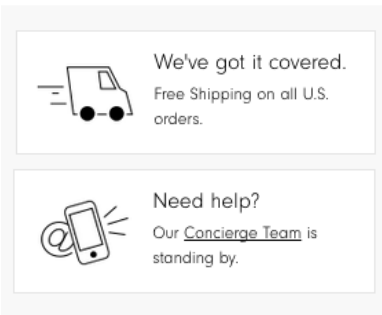 We've got it covered.
Free Shipping on all U.S.
orders.
Need help?
Our Concierge Team is
standing by.